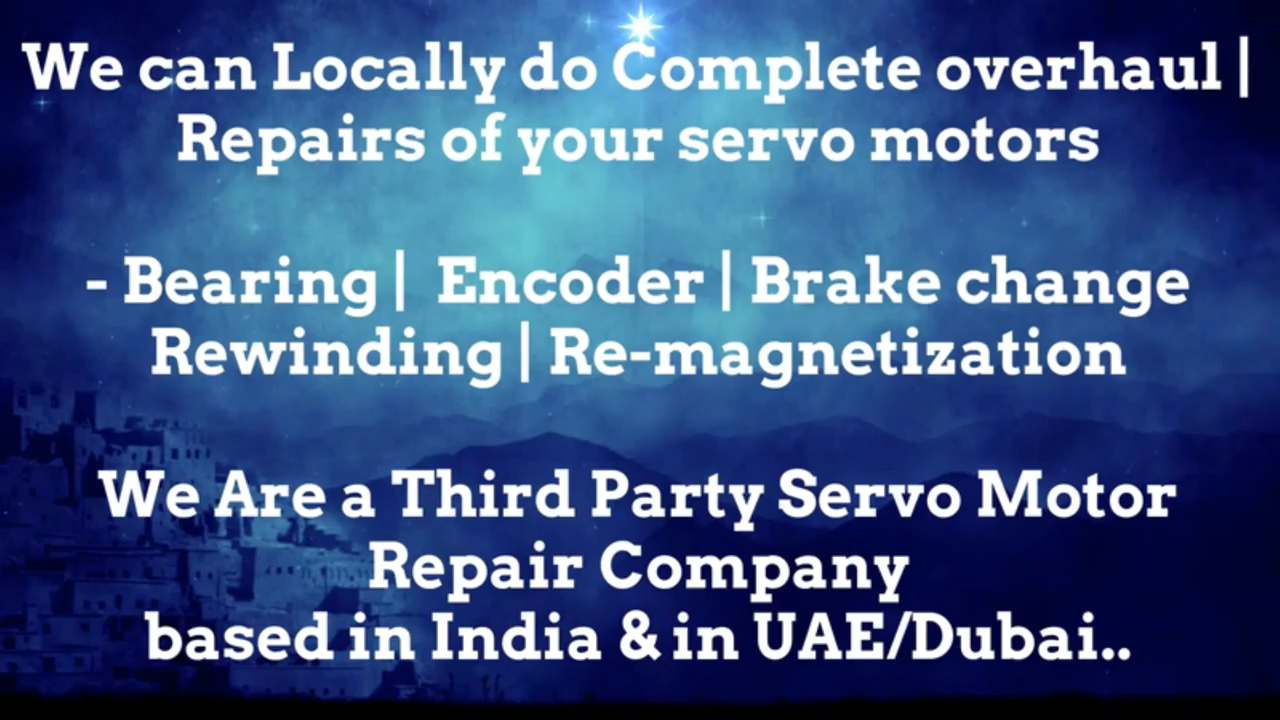 We can Locally do Complete overhaul |
Repairs of your servo motors
- Bearing | Encoder | Brake change
Rewinding | Re-magnetization
We Are a Third Party Servo Motor
Repair Company
based in India & in UAE/Dubai..